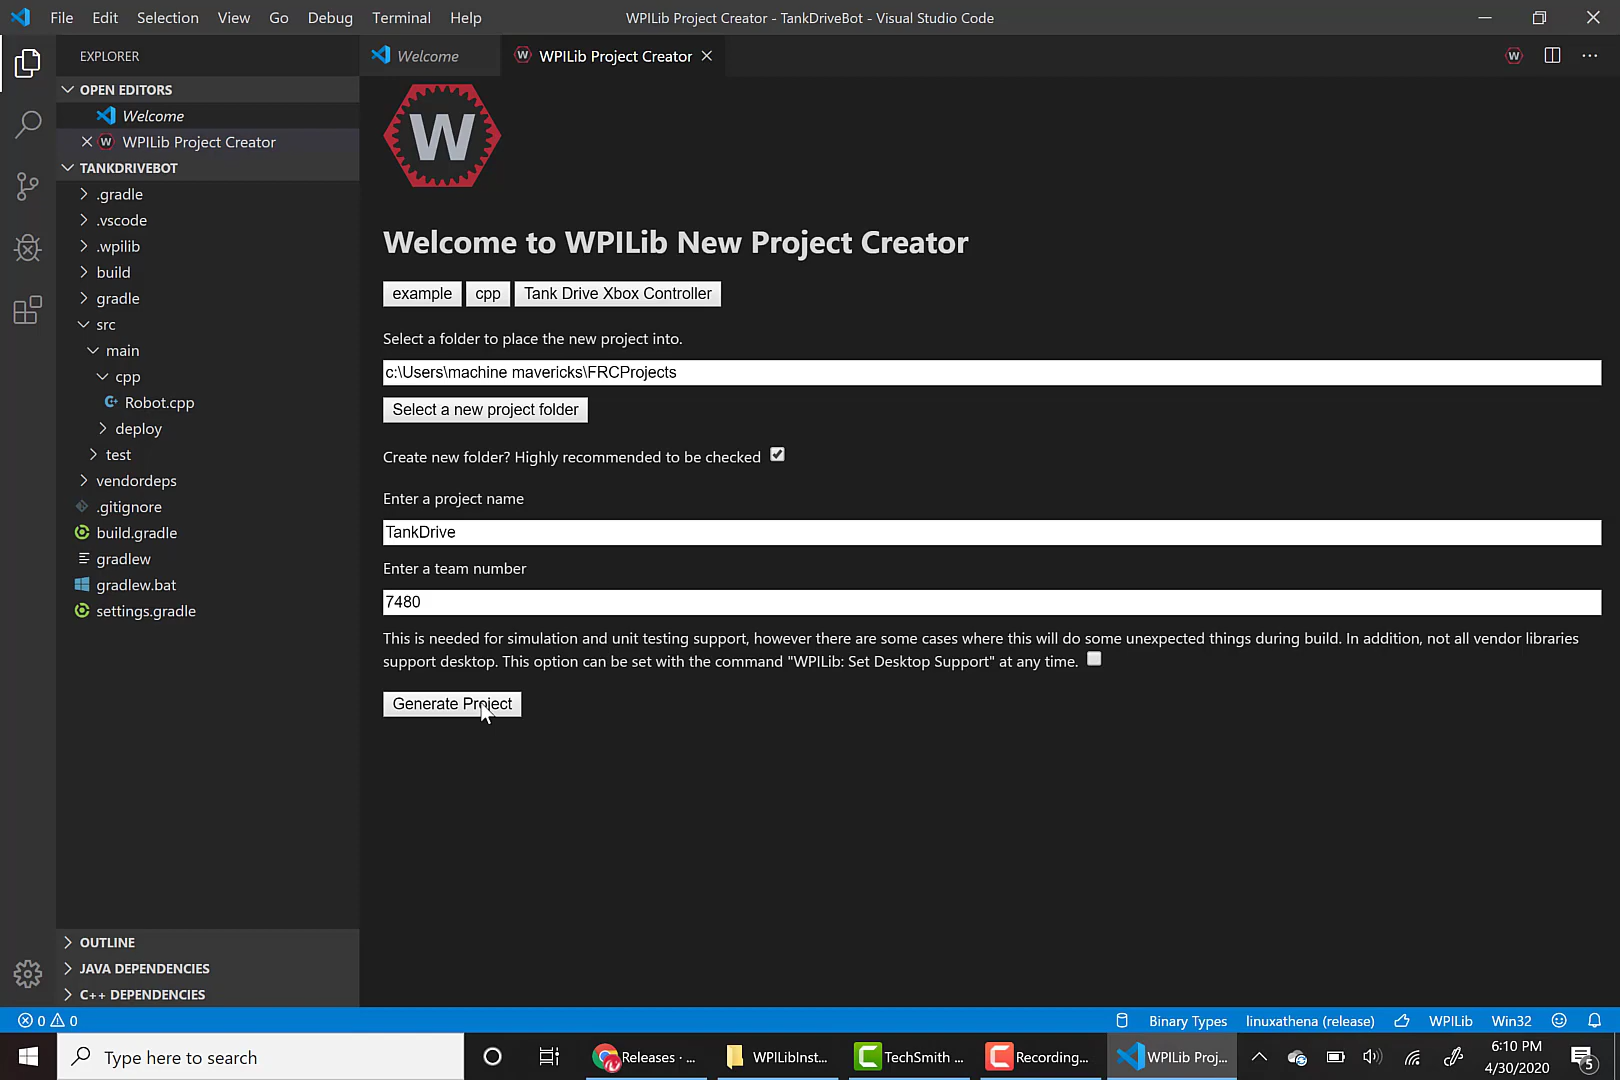 File Edit Selection View Go Debug Terminal Help
WPILib Project Creator - TankDriveBot - Visual Studio Code
EXPLORER
Welcome
WPILib Project Creator
OPEN EDITORS
Welcome
WPILib Project Creator
TANKDRIVEBOT
.gradle
.vscode
.wpilib
build
gradle
src
main
cpp
Robot.cpp
deploy
test
vendordeps
.gitignore
build.gradle
gradlew
gradlew.bat
settings.gradle
OUTLINE
JAVA DEPENDENCIES
C++ DEPENDENCIES
W
Welcome to WPILib New Project Creator
example cpp Tank Drive Xbox Controller
Select a folder to place the new project into.
c:\Users\machine mavericks\FRCProjects
Select a new project folder
Create new folder? Highly recommended to be checked
Enter a project name
TankDrive
Enter a team number
7480
This is needed for simulation and unit testing support, however there are some cases where this will do some unexpected things during build. In addition, not all vendor libraries
support desktop. This option can be set with the command "WPILib: Set Desktop Support" at any time.
Generate Project
0 0
Binary Types linuxathena (release) WPILib Win32
Type here to search
Releases · ...
WPILibInst...
TechSmith ...
Recording...
WPILib Proj...
6:10 PM
4/30/2020
5